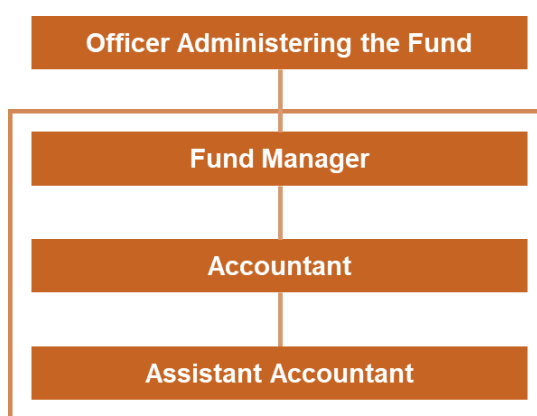 Officer Administering the Fund
Fund Manager
Accountant
Assistant Accountant